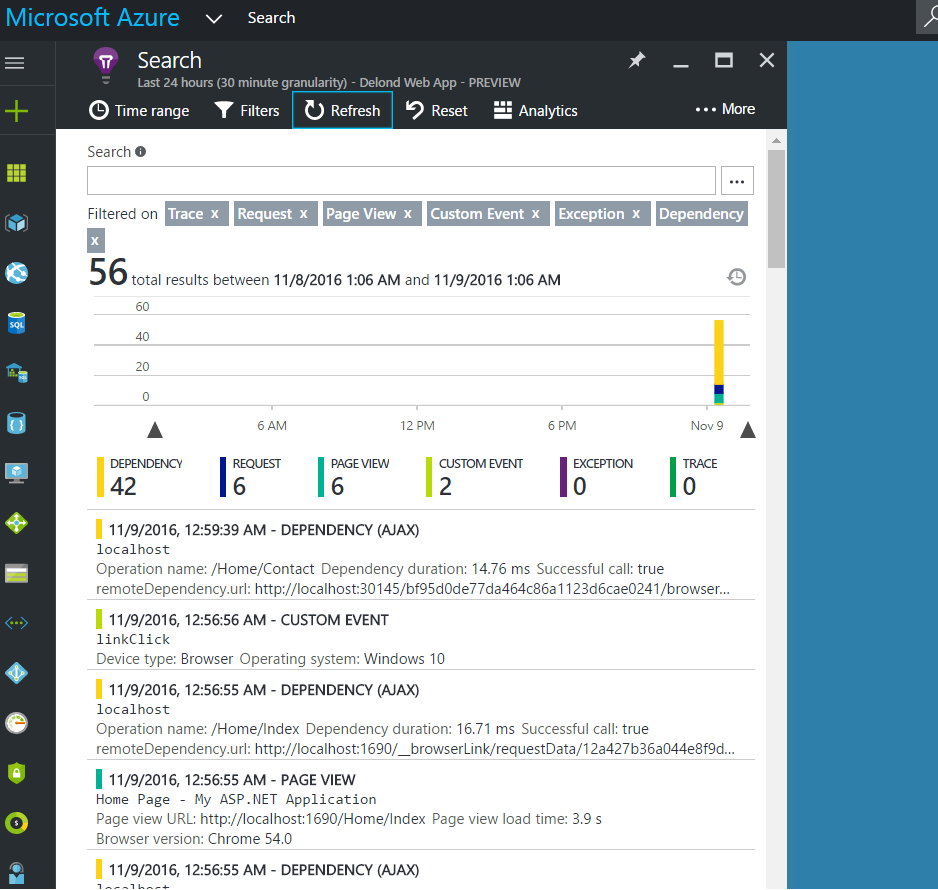 Microsoft Azure Search
Search
Last 24 hours (30 minute granularity) - Delond Web App - PREVIEW
Time range Filters Refresh Reset Analytics ··· More
Search
...
Filtered on Trace x Request x Page View x Custom Event x Exception x Dependency
x
56 total results between 11/8/2016 1:06 AM and 11/9/2016 1:06 AM
60
40
20
0
6 AM 12 PM 6 PM Nov 9
DEPENDENCY REQUEST PAGE VIEW CUSTOM EVENT EXCEPTION TRACE
42 6 6 2 0 0
11/9/2016, 12:59:39 AM - DEPENDENCY (AJAX)
localhost
Operation name: /Home/Contact Dependency duration: 14.76 ms Successful call: true
remoteDependency.url: http://localhost:30145/bf95d0de77da464c86a1123d6cae0241/browser...
11/9/2016, 12:56:56 AM - CUSTOM EVENT
linkClick
Device type: Browser Operating system: Windows 10
11/9/2016, 12:56:55 AM - DEPENDENCY (AJAX)
localhost
Operation name: /Home/Index Dependency duration: 16.71 ms Successful call: true
remoteDependency.url: http://localhost:1690/__browserLink/requestData/12a427b36a044e8f9d...
11/9/2016, 12:56:55 AM - PAGE VIEW
Home Page - My ASP.NET Application
Page view URL: http://localhost:1690/Home/Index Page view load time: 3.9 s
Browser version: Chrome 54.0
11/9/2016, 12:56:55 AM - DEPENDENCY (AJAX)
localhost